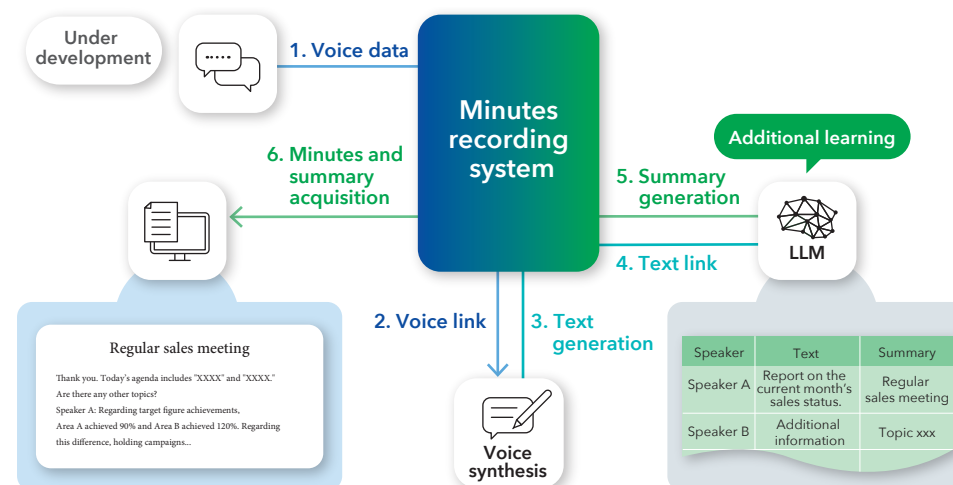 Under
development
1. Voice data
Minutes
recording
system
Additional learning
6. Minutes and
summary
acquisition
5. Summary
generation
LLM
4. Text link
2. Voice link
3. Text
generation
Regular sales meeting
Thank you. Today's agenda includes "XXXX" and "XXXX."
Are there any other topics?
Speaker A: Regarding target figure achievements,
Area A achieved 90% and Area B achieved 120%. Regarding
this difference, holding campaigns...
Voice
synthesis
Speaker Text Summary
Speaker A Report on the current month's sales status. Regular sales meeting
Speaker B Additional information Topic xxx